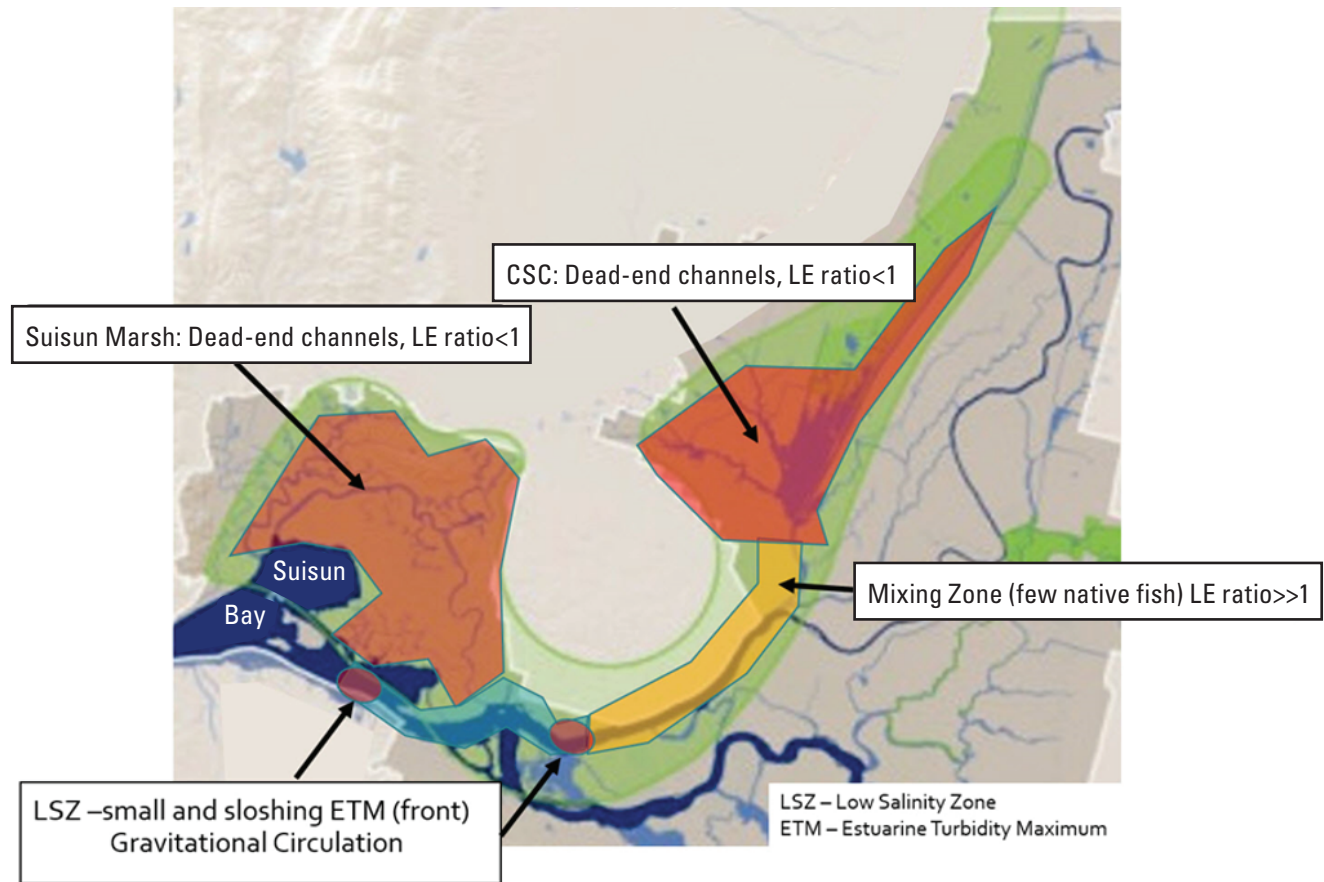 CSC: Dead-end channels, LE ratio<1
Suisun Marsh: Dead-end channels, LE ratio<1
Suisun
Bay
Mixing Zone (few native fish) LE ratio>>1
LSZ –small and sloshing ETM (front)
Gravitational Circulation
LSZ – Low Salinity Zone
ETM – Estuarine Turbidity Maximum